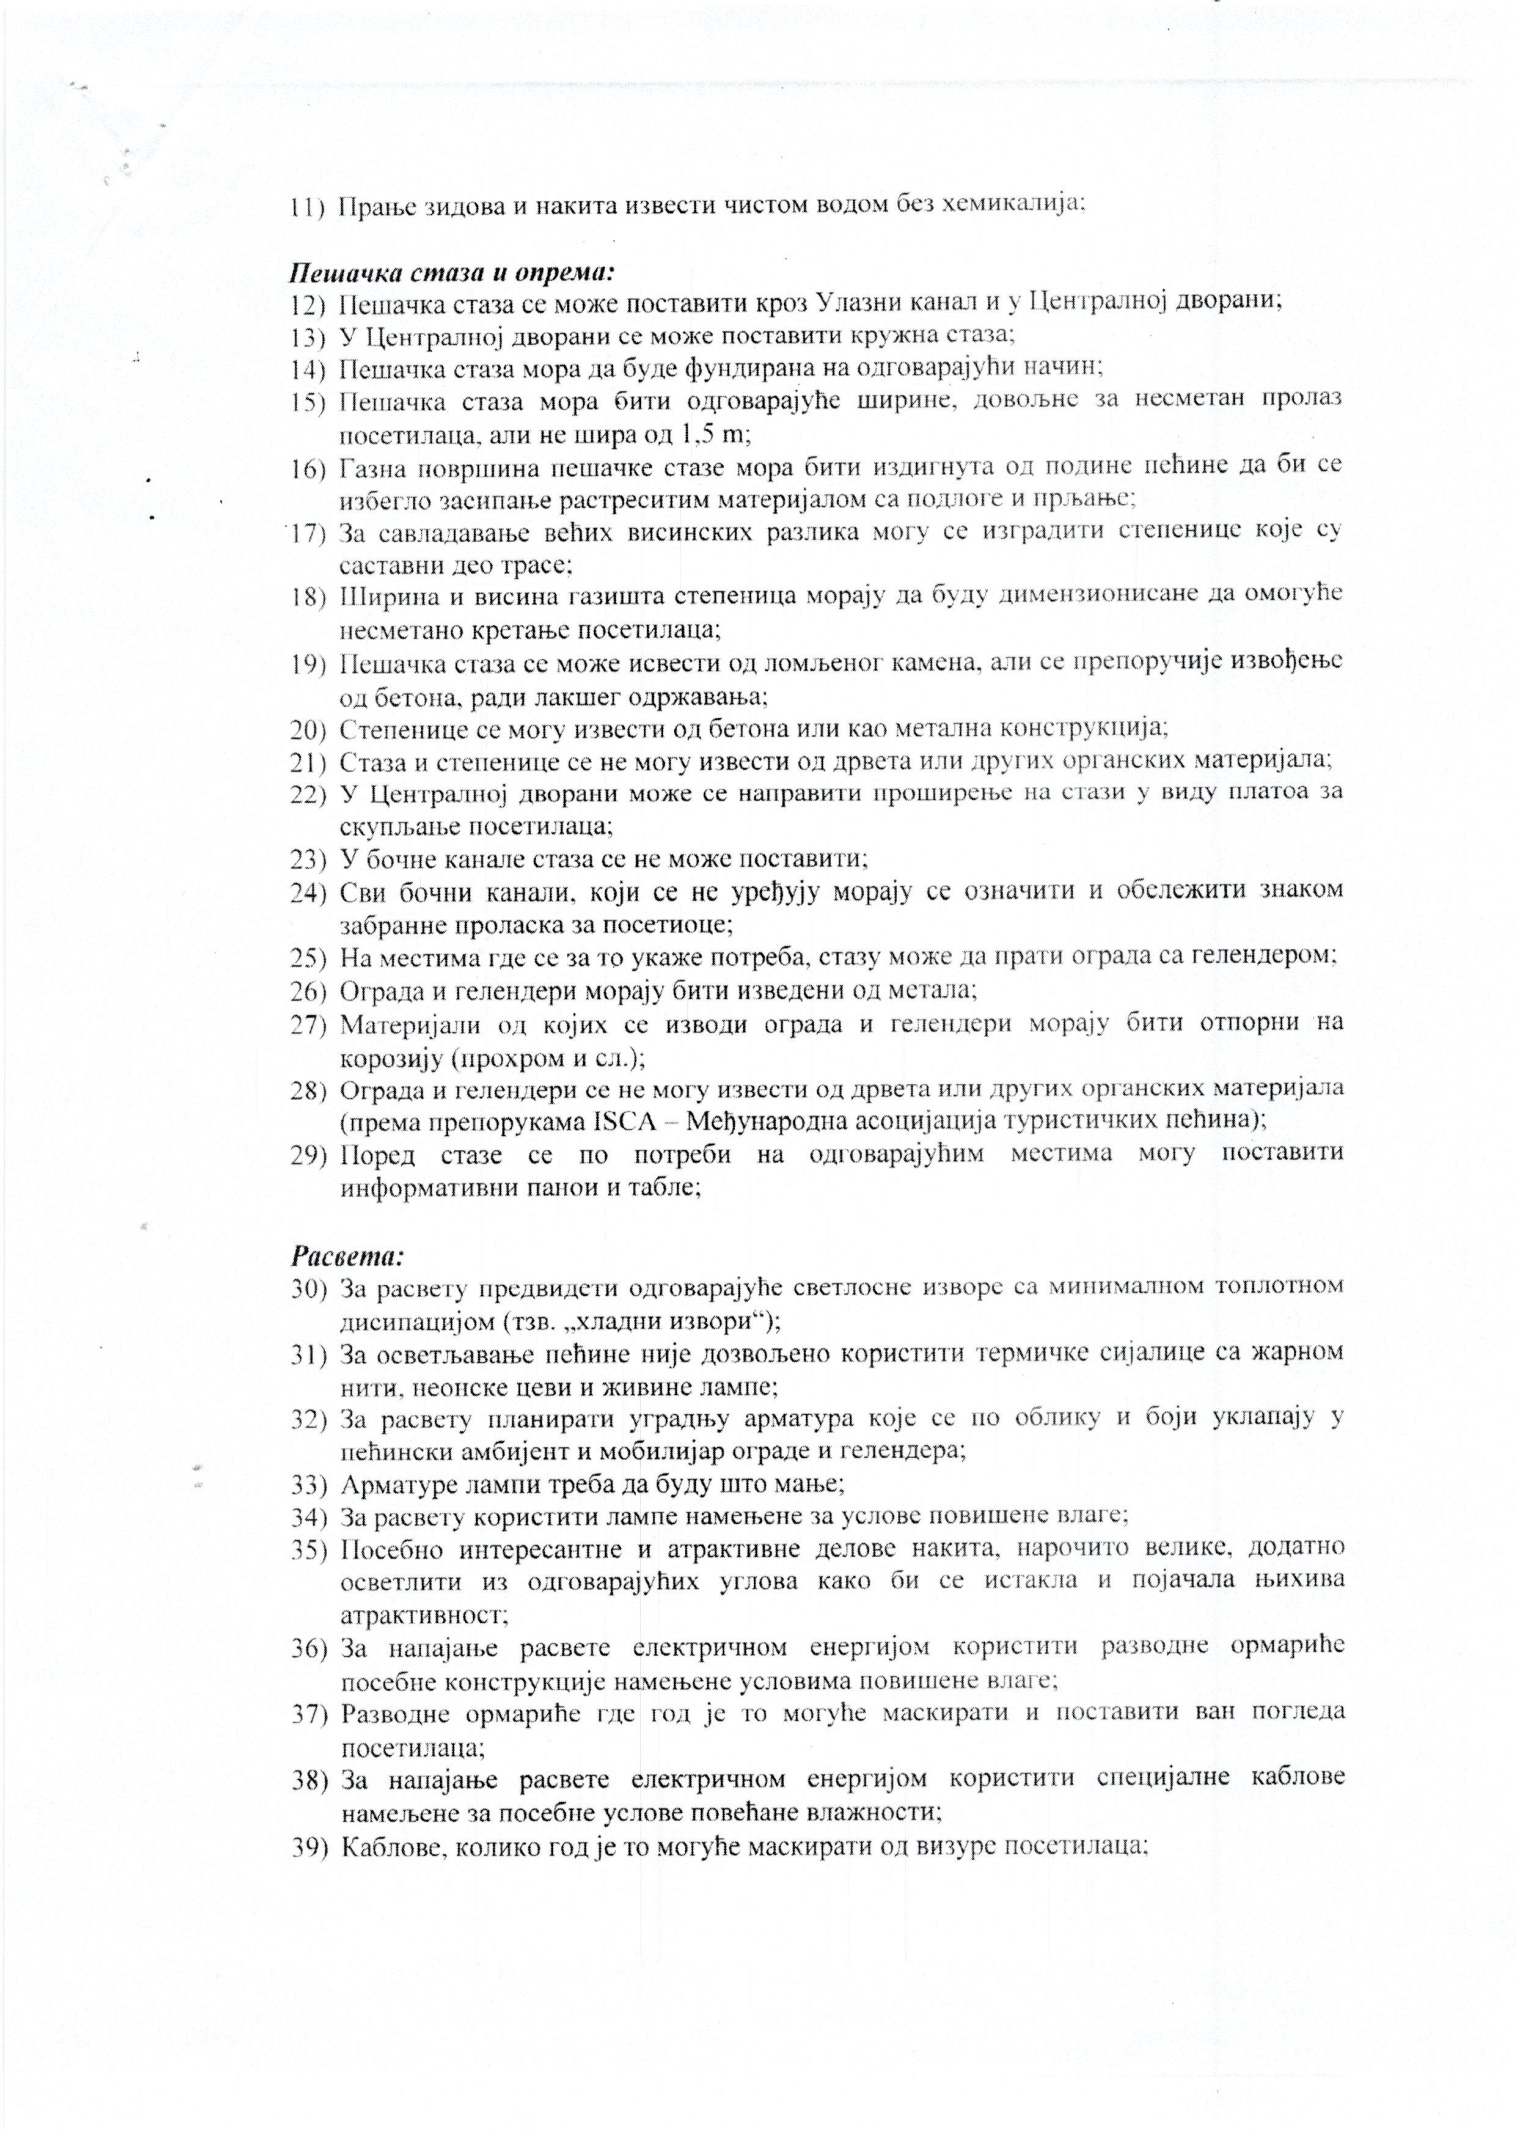 11) Прање зидова и накита извести чистом водом без хемикалија;
Пешачка стаза и опрема:
12) Пешачка стаза се може поставити кроз Улазни канал и у Централној дворани;
13) У Централној дворани се може поставити кружна стаза;
14) Пешачка стаза мора да буде фундирана на одговарајући начин;
15) Пешачка стаза мора бити одговарајуће ширине, довољне за несметан пролаз
посетилаца, али не шира од 1,5 m;
16) Газна површина пешачке стазе мора бити издигнута од подине пећине да би се
избегло засипање растреситим материјалом са подлоге и прљање;
17) За савладавање већих висинских разлика могу се изградити степенице које су
саставни део трасе;
18) Ширина и висина газишта степеница морају да буду димензионисане да омогуће
несметано кретање посетилаца;
19) Пешачка стаза се може исвести од ломљеног камена, али се препоручије извођење
од бетона, ради лакшег одржавања;
20) Степенице се могу извести од бетона или као метална конструкција;
21) Стаза и степенице се не могу извести од дрвета или других органских материјала;
22) У Централној дворани може се направити проширење на стази у виду платоа за
скупљање посетилаца;
23) У бочне канале стаза се не може поставити;
24) Сви бочни канали, који се не уређују морају се означити и обележити знаком
забранне проласка за посетиоце;
25) На местима где се за то укаже потреба, стазу може да прати ограда са гелендером;
26) Ограда и гелендери морају бити изведени од метала;
27) Материјали од којих се изводи ограда и гелендери морају бити отпорни на
корозију (прохром и сл.);
28) Ограда и гелендери се не могу извести од дрвета или других органских материјала
(према препорукама ISCA – Међународна асоцијација туристичких пећина);
29) Поред стазе се по потреби на одговарајућим местима могу поставити
информативни панои и табле;
Расвета:
30) За расвету предвидети одговарајуће светлосне изворе са минималном топлотном
дисипацијом (тзв. „хладни извори“);
31) За осветљавање пећине није дозвољено користити термичке сијалице са жарном
нити, неонске цеви и живине лампе;
32) За расвету планирати уградњу арматура које се по облику и боји уклапају у
пећински амбијент и мобилијар ограде и гелендера;
33) Арматуре лампи треба да буду што мање;
34) За расвету користити лампе намењене за услове повишене влаге;
35) Посебно интересантне и атрактивне делове накита, нарочито велике, додатно
осветлити из одговарајућих углова како би се истакла и појачала њихива
атрактивност;
36) За напајање расвете електричном енергијом користити разводне ормариће
посебне конструкције намењене условима повишене влаге;
37) Разводне ормариће где год је то могуће маскирати и поставити ван погледа
посетилаца;
38) За напајање расвете електричном енергијом користити специјалне каблове
намељене за посебне услове повећане влажности;
39) Каблове, колико год је то могуће маскирати од визуре посетилаца;